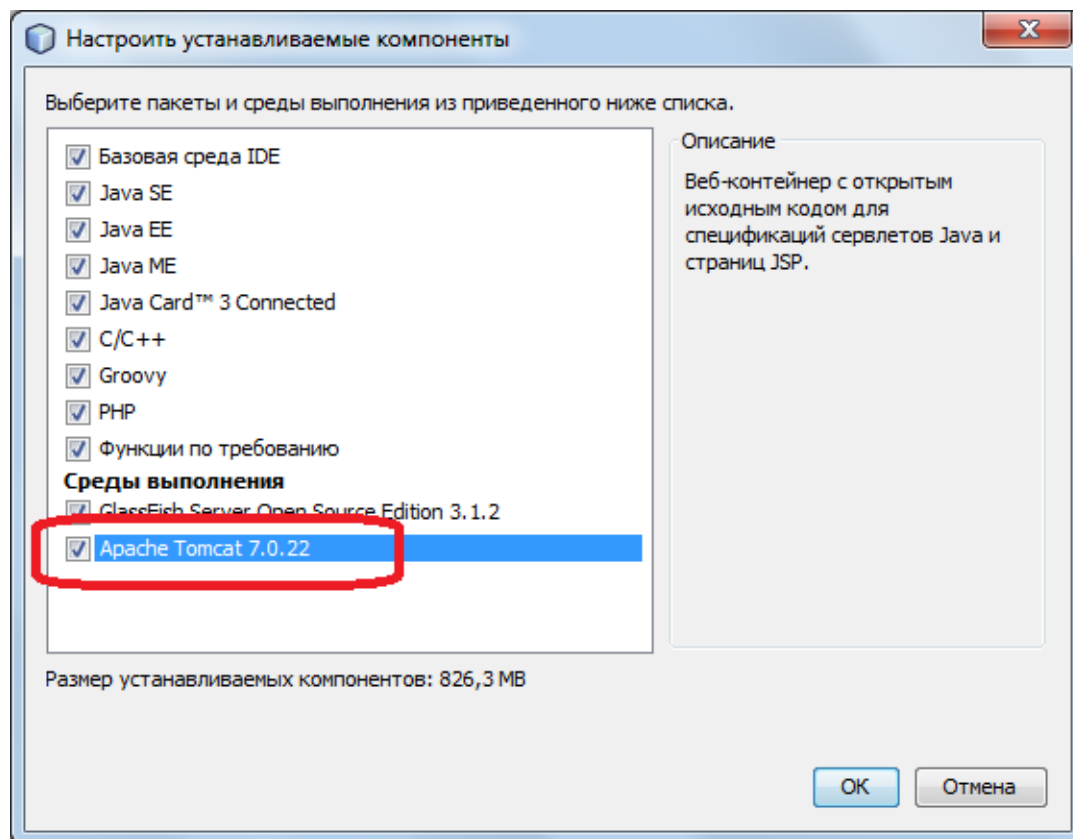 Настроить устанавливаемые компоненты
Выберите пакеты и среды выполнения из приведенного ниже списка.
Базовая среда IDE
Java SE
Java EE
Java ME
Java Card™ 3 Connected
C/C++
Groovy
PHP
Функции по требованию
Среды выполнения
GlassFish Server Open Source Edition 3.1.2
Apache Tomcat 7.0.22
Описание
Веб-контейнер с открытым
исходным кодом для
спецификаций сервлетов Java и
страниц JSP.
Размер устанавливаемых компонентов: 826,3 MB
OK
Отмена